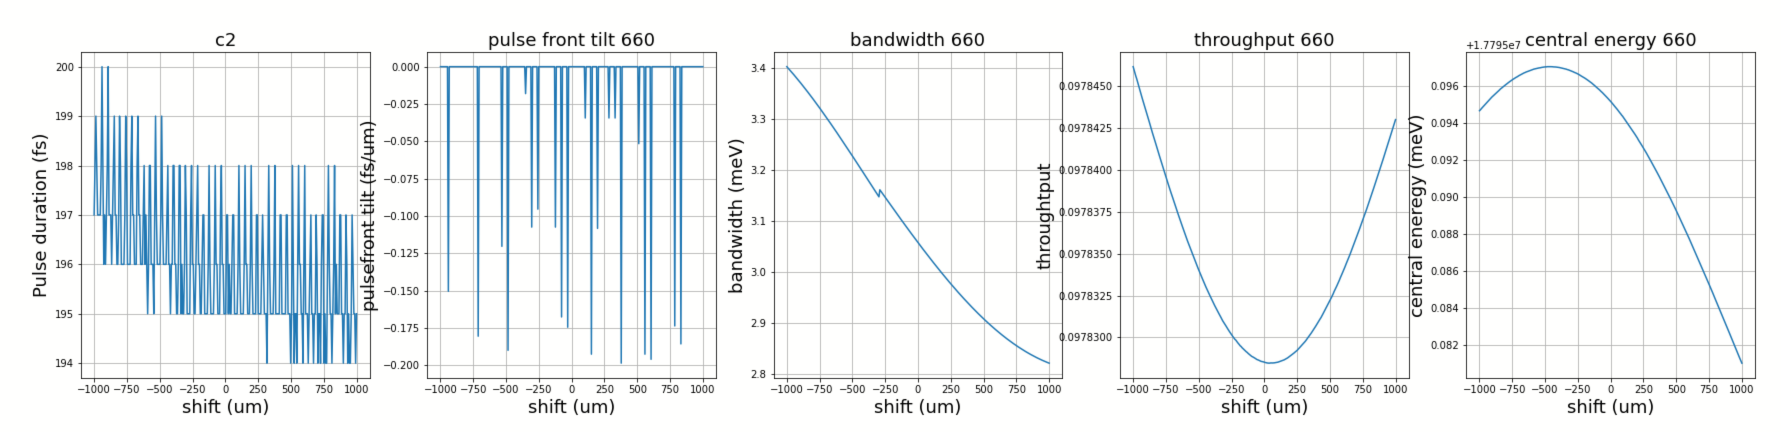 c2
200
199
198
197
196
195
194
Pulse duration (fs)
−1000 −750 −500 −250 0 250 500 750 1000
shift (um)
pulse front tilt 660
0.000
−0.025
−0.050
−0.075
−0.100
−0.125
−0.150
−0.175
−0.200
pulsefront tilt (fs/um)
−1000 −750 −500 −250 0 250 500 750 1000
shift (um)
bandwidth 660
3.4
3.3
3.2
3.1
3.0
2.9
2.8
bandwidth (meV)
−1000 −750 −500 −250 0 250 500 750 1000
shift (um)
throughput 660
0.0978450
0.0978425
0.0978400
0.0978375
0.0978350
0.0978325
0.0978300
throughtput
−1000 −750 −500 −250 0 250 500 750 1000
shift (um)
+1.7795e7
central energy 660
0.096
0.094
0.092
0.090
0.088
0.086
0.084
0.082
central eneregy (meV)
−1000 −750 −500 −250 0 250 500 750 1000
shift (um)